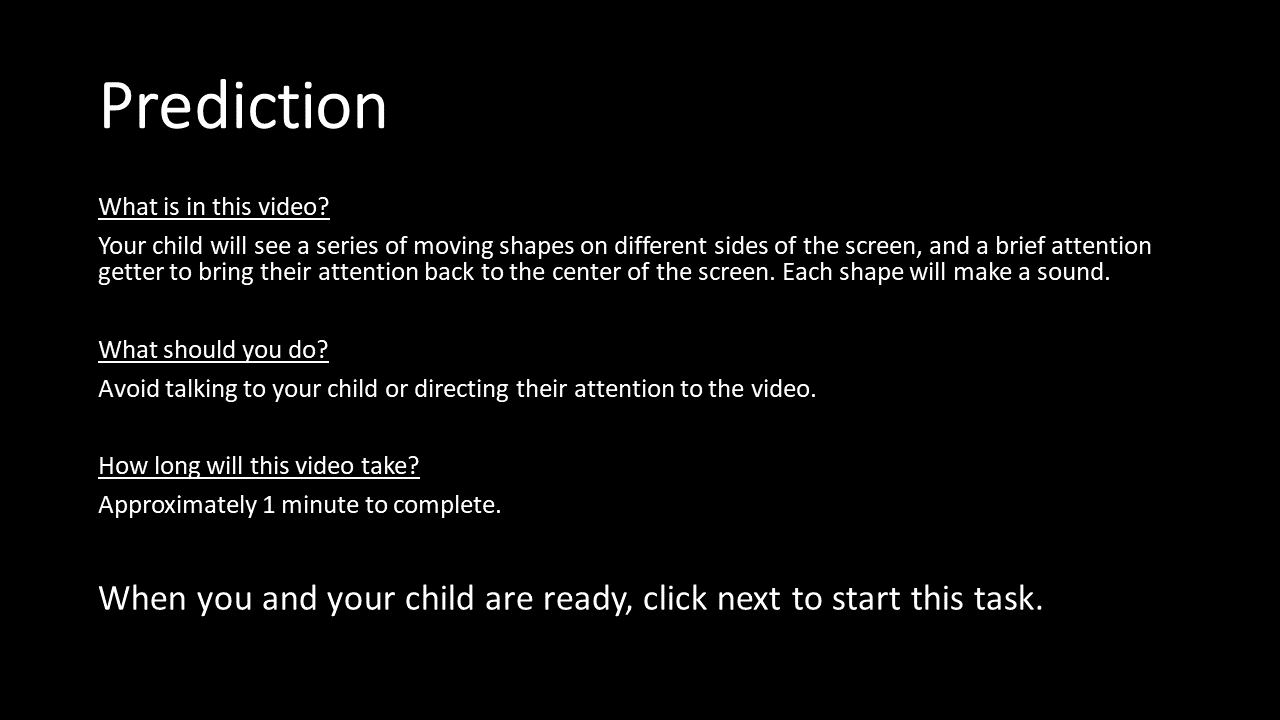 Prediction
What is in this video?
Your child will see a series of moving shapes on different sides of the screen, and a brief attention
getter to bring their attention back to the center of the screen. Each shape will make a sound.
What should you do?
Avoid talking to your child or directing their attention to the video.
How long will this video take?
Approximately 1 minute to complete.
When you and your child are ready, click next to start this task.